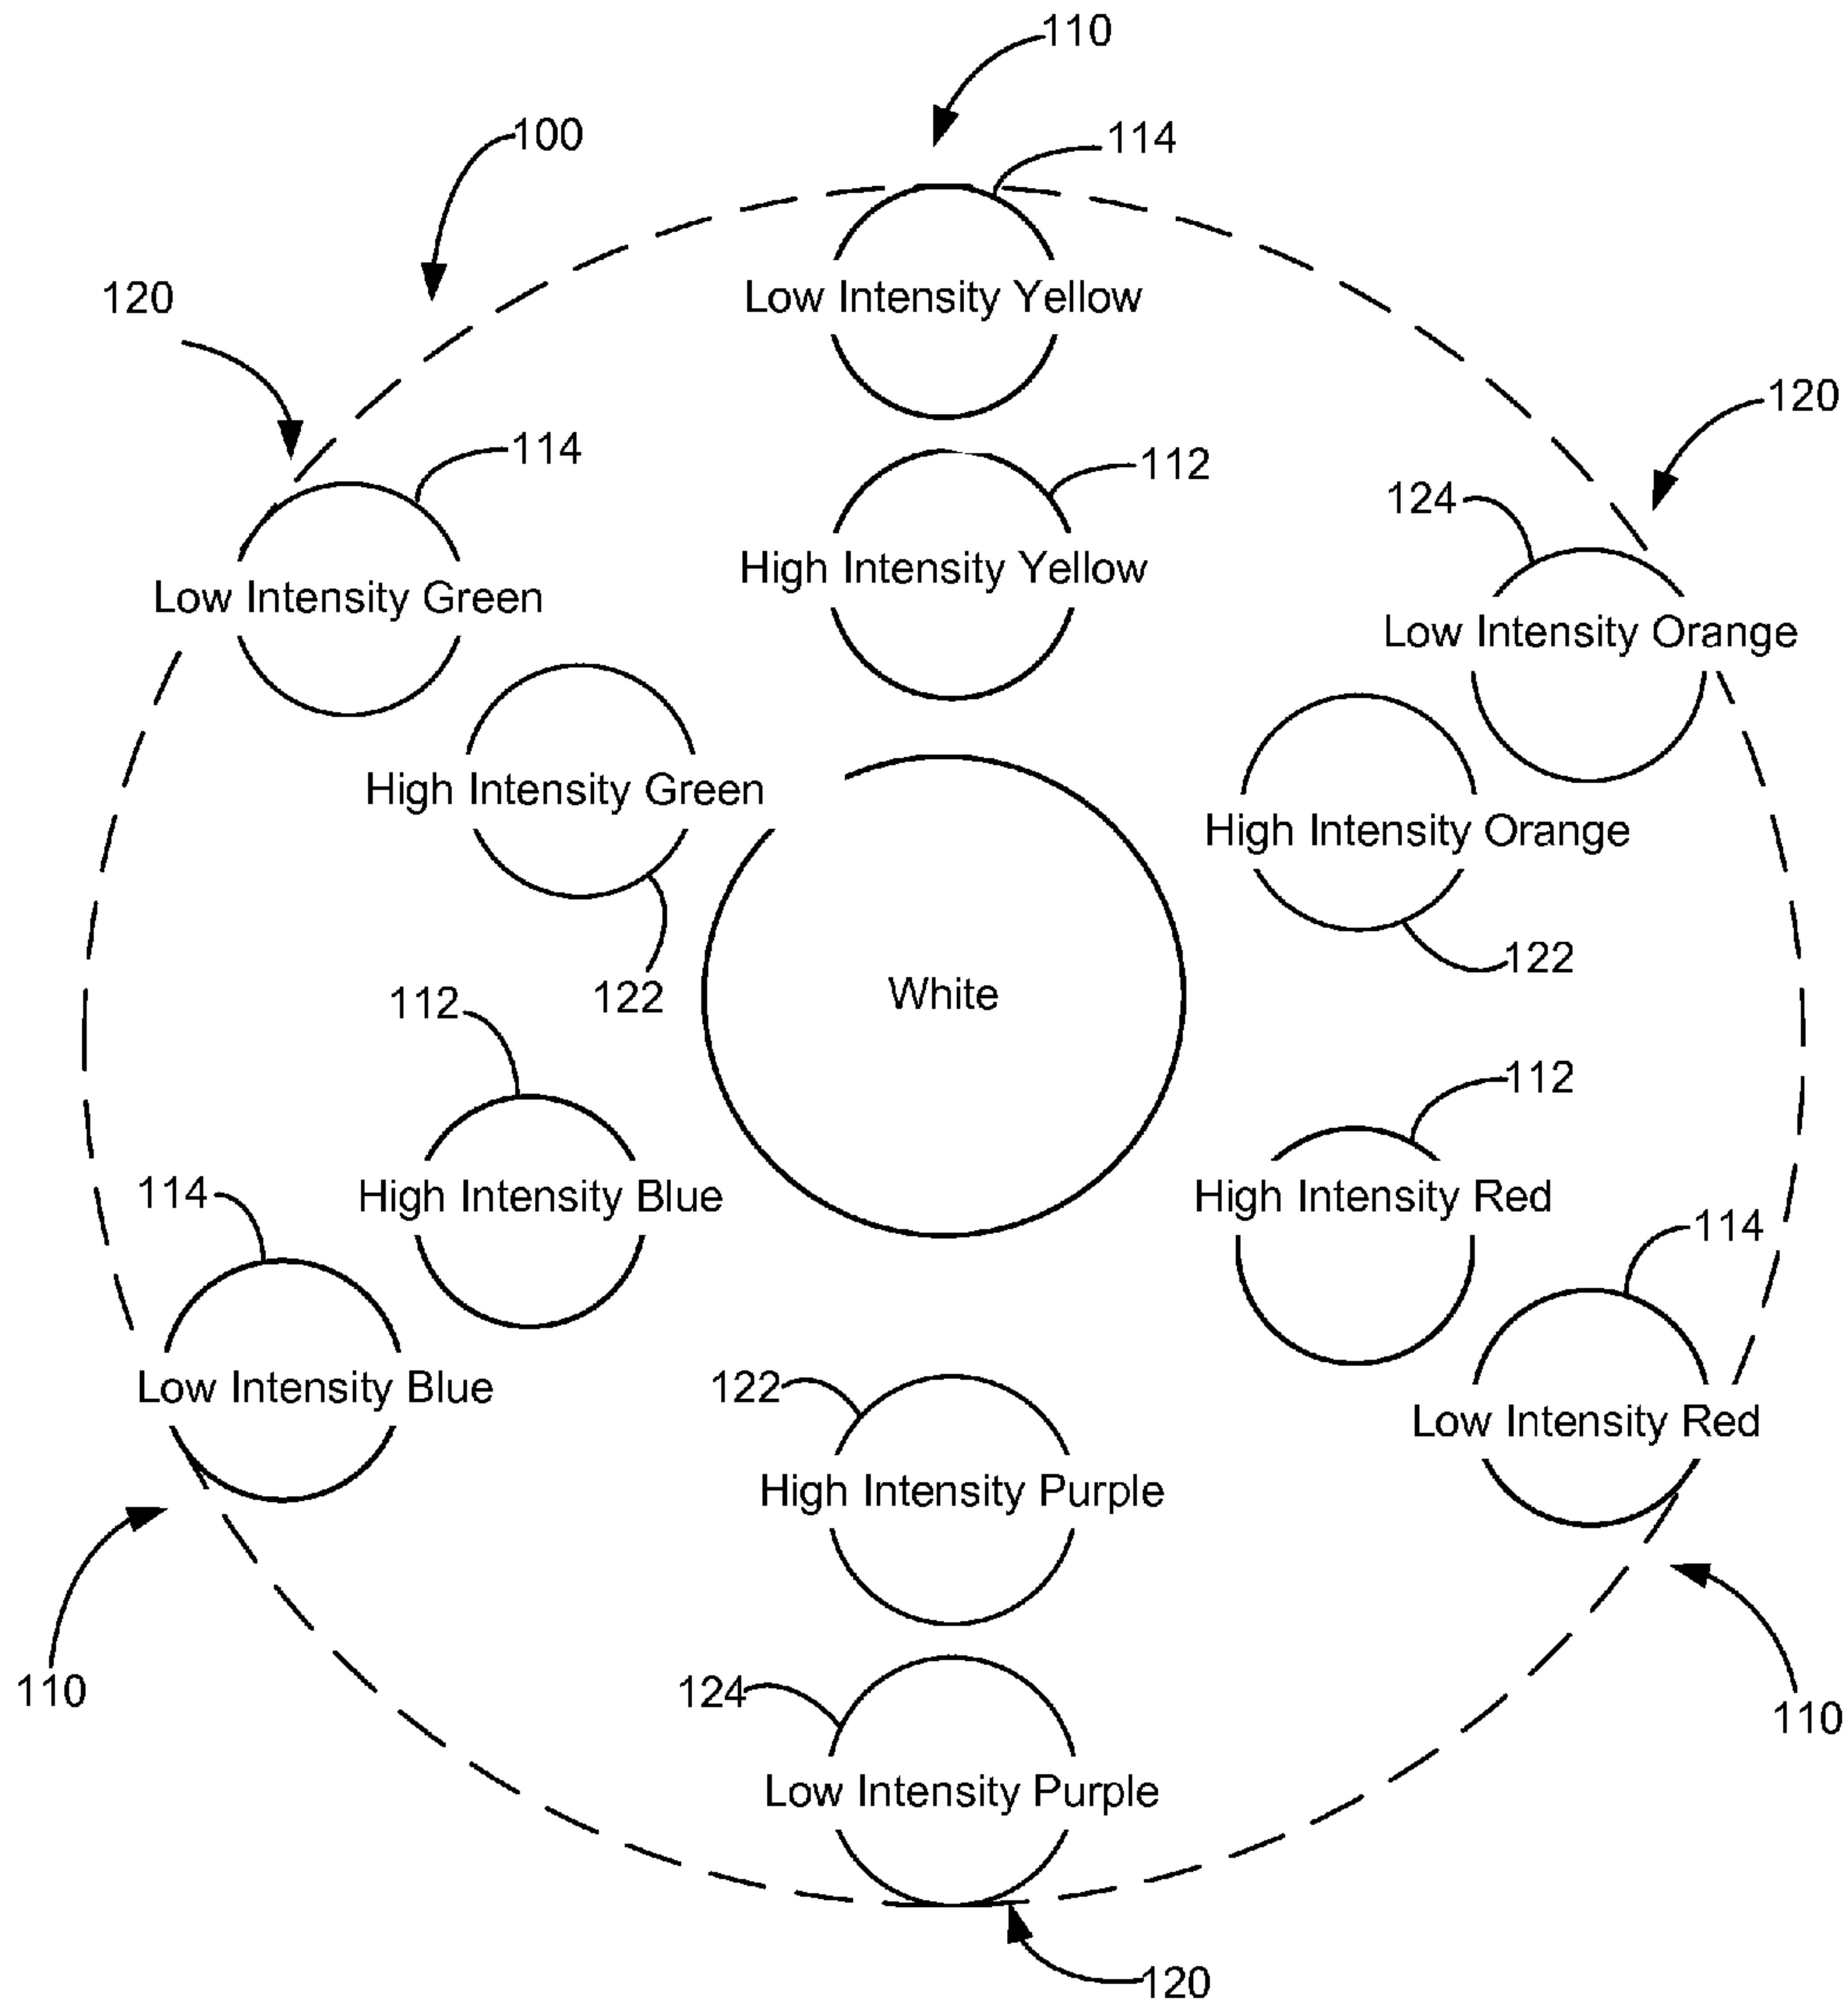 110
100
114
120
Low Intensity Yellow
120
114
112
124
High Intensity Yellow
Low Intensity Green
Low Intensity Orange
High Intensity Green
High Intensity Orange
122
White
122
112
112
114
High Intensity Blue
High Intensity Red
114
Low Intensity Blue
122
Low Intensity Red
High Intensity Purple
110
124
110
Low Intensity Purple
120